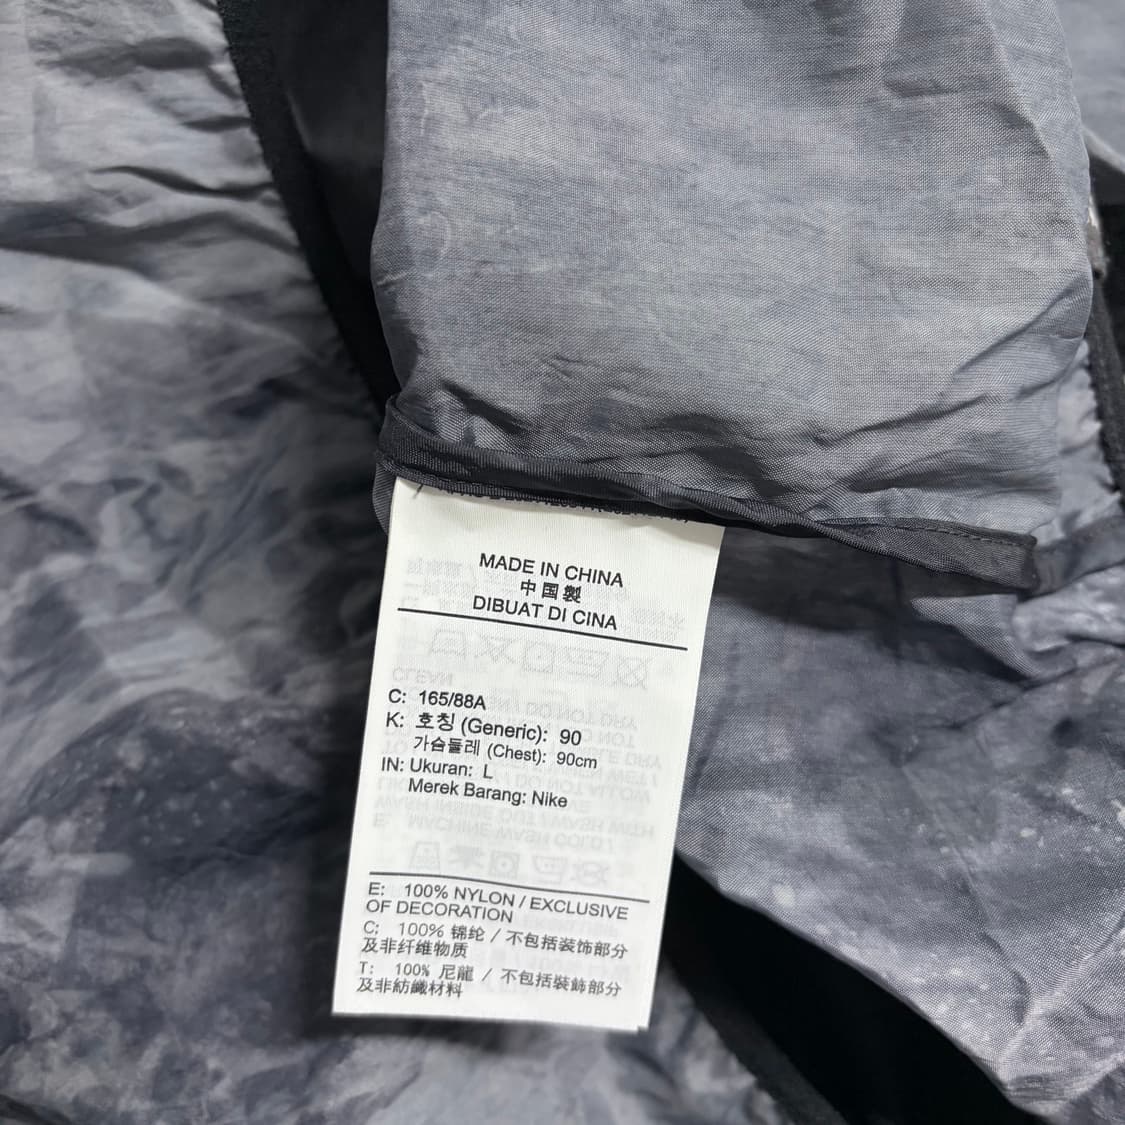 MADE IN CHINA
中国製
DIBUAT DI CINA
C: 165/88A
K: 호칭 (Generic): 90
가슴둘레 (Chest): 90cm
IN: Ukuran: L
Merek Barang: Nike
E: 100% NYLON / EXCLUSIVE
OF DECORATION
C: 100% 锦纶 / 不包括装饰部分
及非纤维物质
T: 100% 尼龍 / 不包括裝飾部分
及非紡織材料